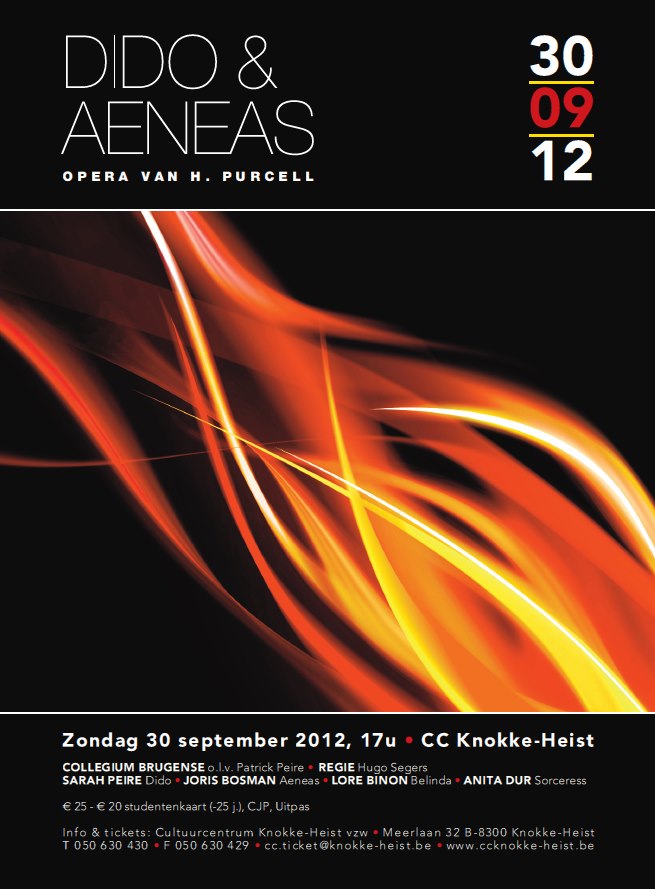 DIDO &
AENEAS
OPERA VAN H. PURCELL
30
09
12
Zondag 30 september 2012, 17u • CC Knokke-Heist
COLLEGIUM BRUGENSE o.l.v. Patrick Peire • REGIE Hugo Segers
SARAH PEIRE Dido • JORIS BOSMAN Aeneas • LORE BINON Belinda • ANITA DUR Sorceress
€ 25 - € 20 studentenkaart (-25 j.), CJP, Uitpas
Info & tickets: Cultuurcentrum Knokke-Heist vzw • Meerlaan 32 B-8300 Knokke-Heist
T 050 630 430 • F 050 630 429 • cc.ticket@knokke-heist.be • www.ccknokke-heist.be